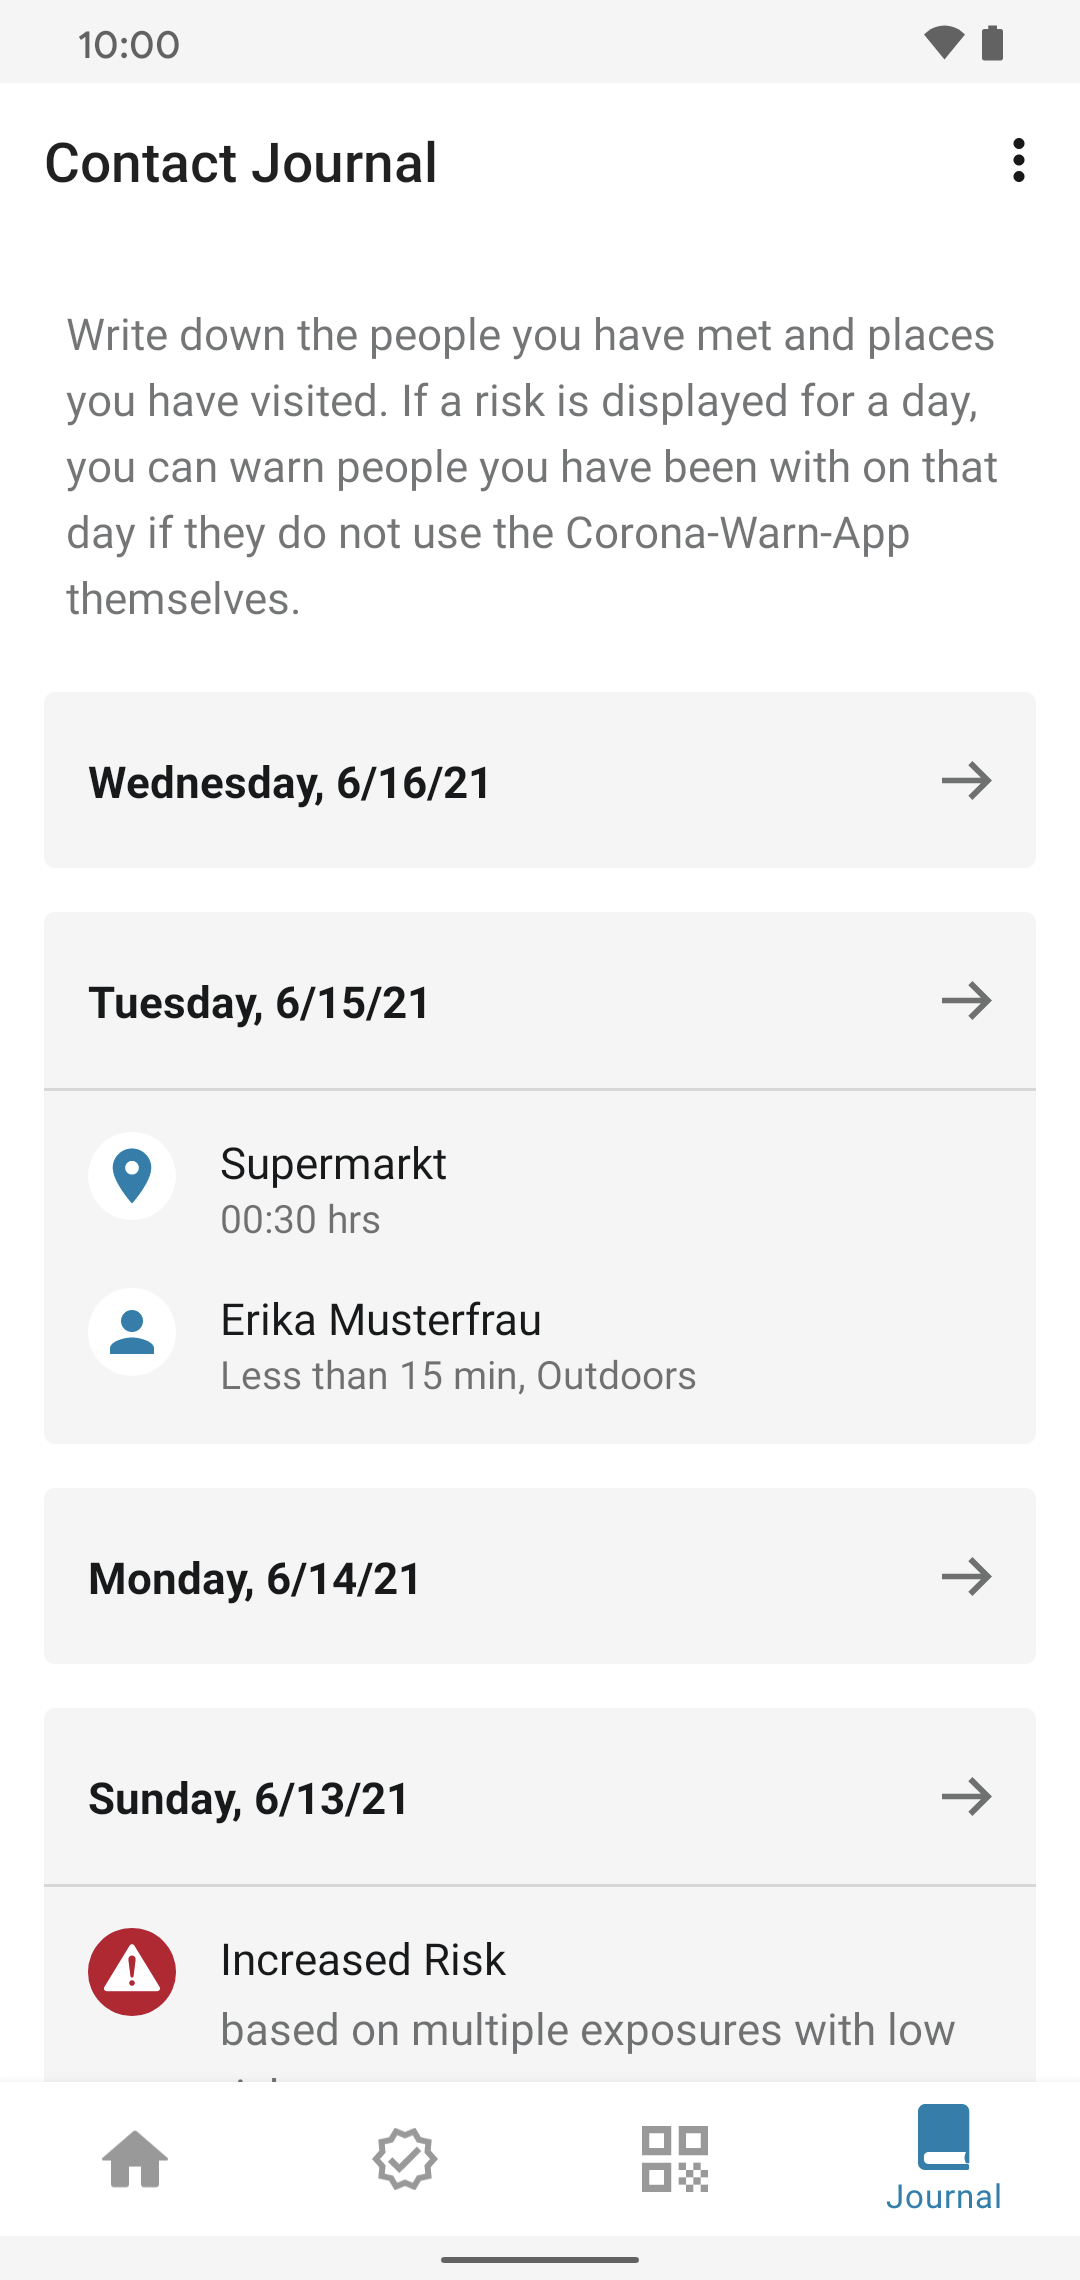 10:00
Contact Journal
Write down the people you have met and places
you have visited. If a risk is displayed for a day,
you can warn people you have been with on that
day if they do not use the Corona-Warn-App
themselves.
Wednesday, 6/16/21
Tuesday, 6/15/21
Supermarkt
00:30 hrs
Erika Musterfrau
Less than 15 min, Outdoors
Monday, 6/14/21
Sunday, 6/13/21
Increased Risk
based on multiple exposures with low
Journal